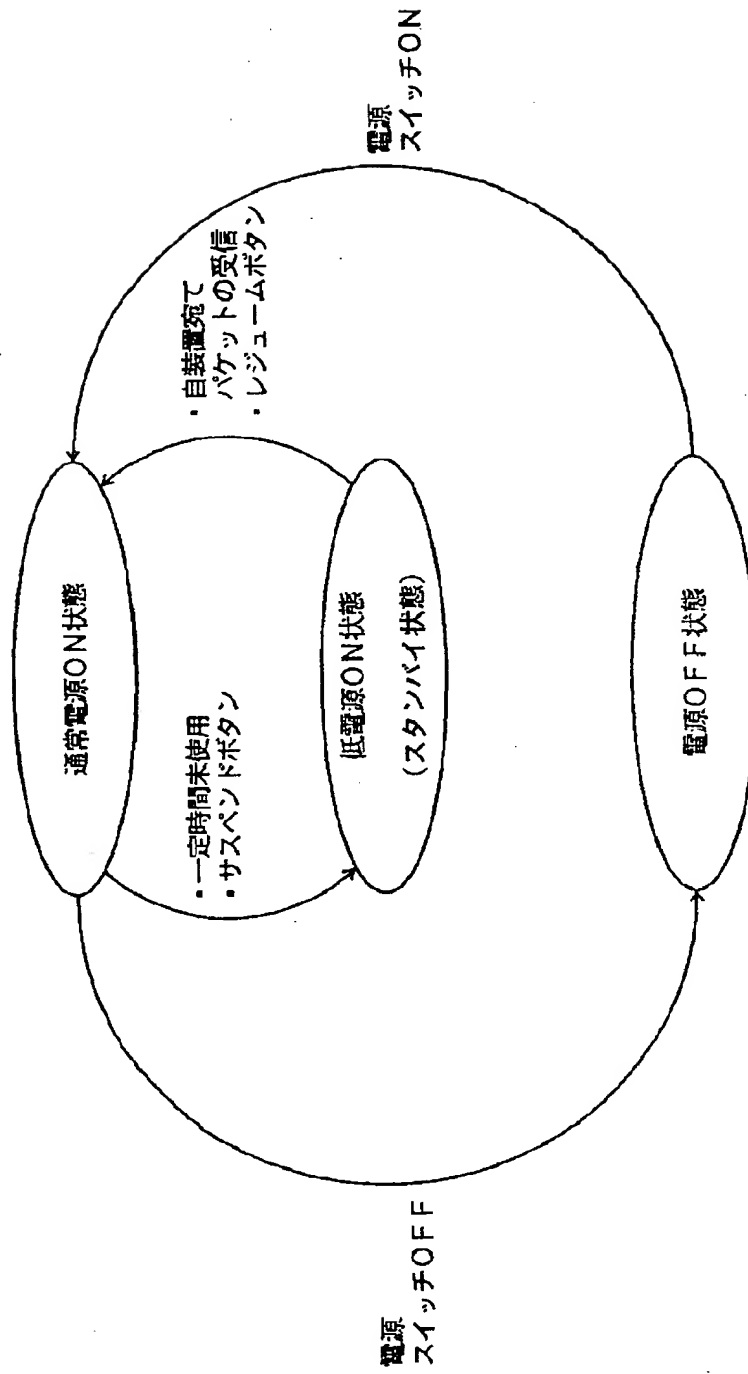 電源
スイッチON
・自装置宛て
パケットの受信
・レジュームボタン
通常電源ON状態
低電源ON状態
(スタンバイ状態)
電源OFF状態
・一定時間未使用
・サスペンドボタン
電源
スイッチOFF